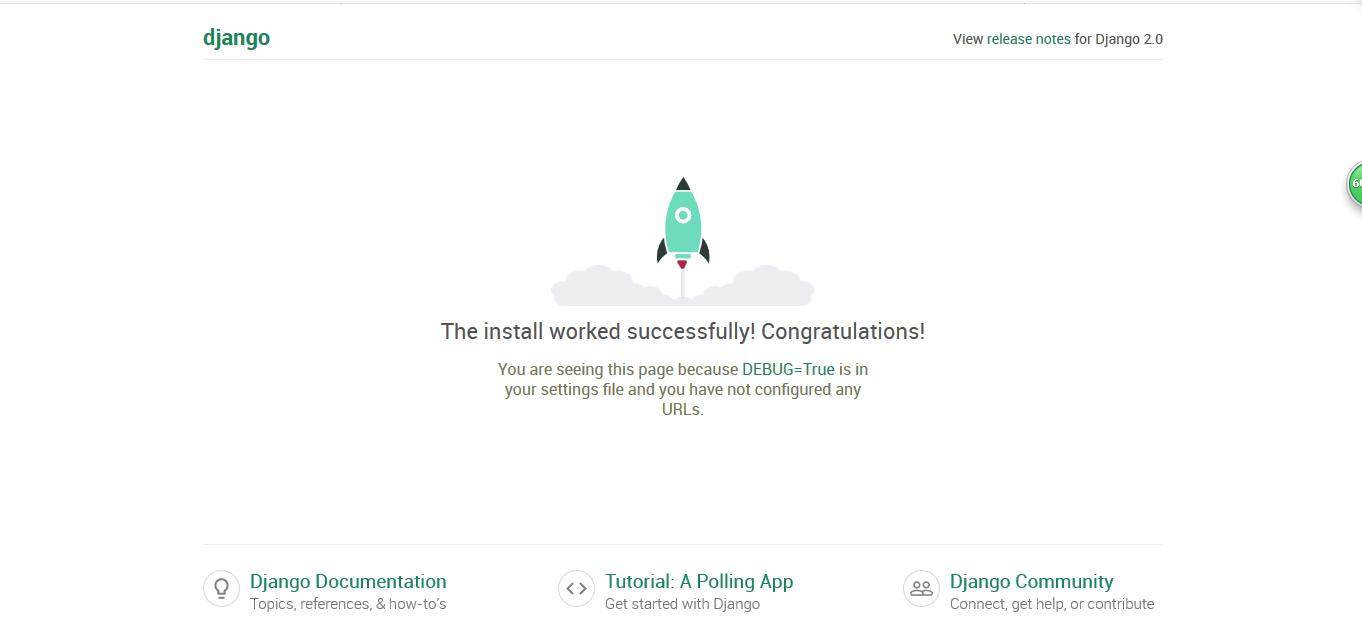 django
View release notes for Django 2.0
The install worked successfully! Congratulations!
You are seeing this page because DEBUG=True is in
your settings file and you have not configured any
URLs.
Django Documentation
Topics, references, & how-to's
Tutorial: A Polling App
Get started with Django
Django Community
Connect, get help, or contribute